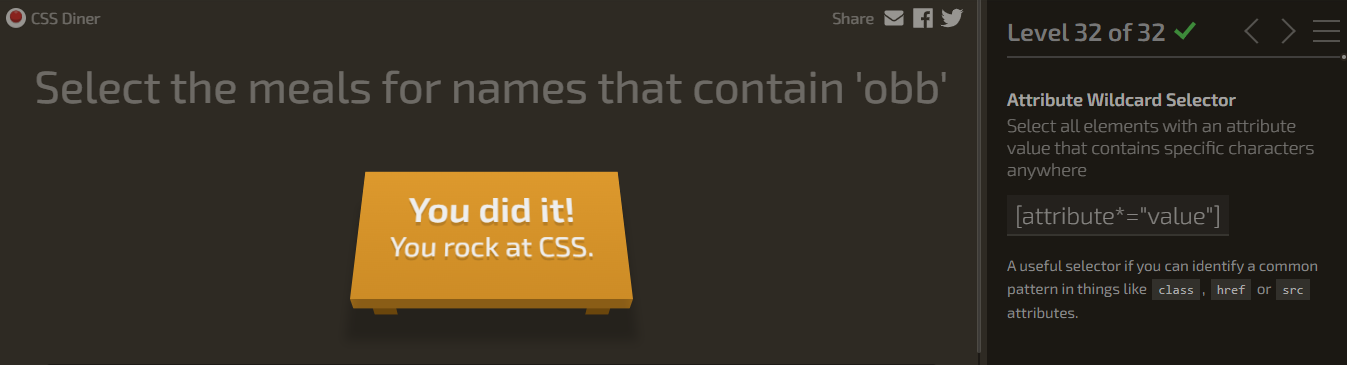 CSS Diner
Share
Select the meals for names that contain 'obb'
You did it!
You rock at CSS.
Level 32 of 32
Attribute Wildcard Selector
Select all elements with an attribute
value that contains specific characters
anywhere
[attribute*="value"]
A useful selector if you can identify a common
pattern in things like class, href or src
attributes.